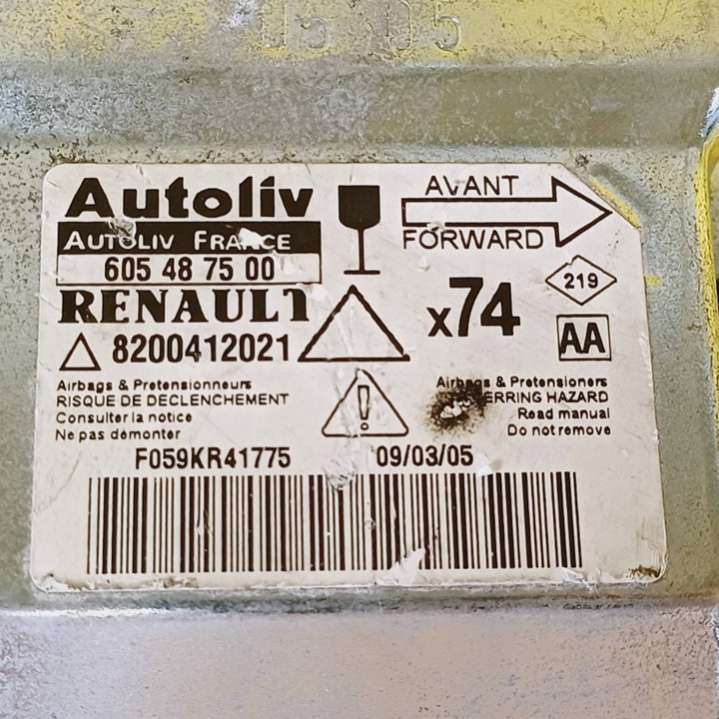 Autoliv
AUTOLIV FRANCE
605 48 75 00
RENAULT
8200412021
AVANT
FORWARD
x74
219
AA
Airbags & Pretensionneurs
RISQUE DE DECLENCHEMENT
Consulter la notice
Ne pas démonter
Airbags & Pretensioners
HAZARD
Read manual
Do not remove
F059KR41775
09/03/05